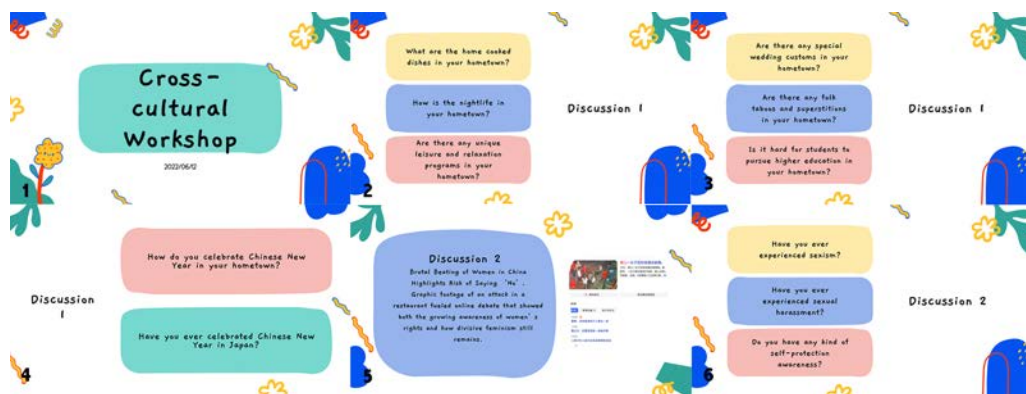 Cross-
cultural
Workshop
2022/06/12
1
What are the home cooked
dishes in your hometown?
How is the nightlife in
your hometown?
Are there any unique
leisure and relaxation
programs in your
hometown?
Discussion 1
2
Are there any special
wedding customs in your
hometown?
Are there any folk
taboos and superstitions
in your hometown?
Is it hard for students to
pursue higher education in
your hometown?
Discussion 1
3
Discussion
1
How do you celebrate Chinese New
Year in your hometown?
Have you ever celebrated Chinese New
Year in Japan?
4
Discussion 2
Brutal Beating of Women in China
Highlights Risk of Saying ‘No’.
Graphic footage of an attack in a
restaurant fueled online debate that showed
both the growing awareness of women’s
rights and how divisive feminism still
remains.
5
Have you ever
experienced sexism?
Have you ever
experienced sexual
harassment?
Do you have any kind of
self-protection
awareness?
Discussion 2
6